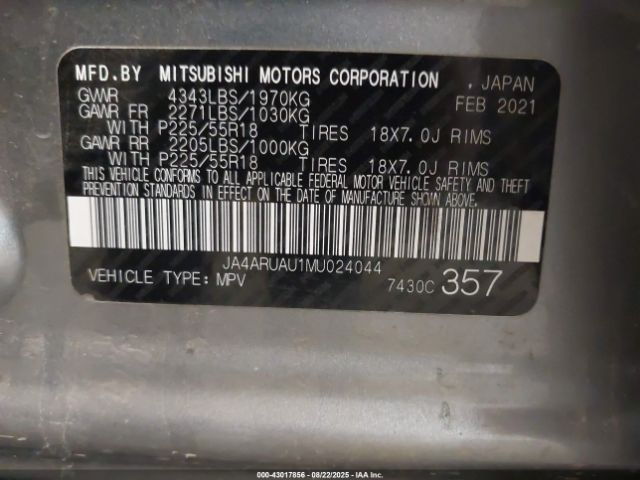 MFD.BY MITSUBISHI MOTORS CORPORATION , JAPAN
GVWR 4343LBS/1970KG FEB 2021
GAWR FR 2271LBS/1030KG
WITH P225/55R18 TIRES 18X7.0J RIMS
GAWR RR 2205LBS/1000KG
WITH P225/55R18 TIRES 18X7.0J RIMS
THIS VEHICLE CONFORMS TO ALL APPLICABLE FEDERAL MOTOR VEHICLE SAFETY AND THEFT
PREVENTION STANDARDS IN EFFECT ON THE DATE OF MANUFACTURE SHOWN ABOVE.
JA4ARUAU1MU024044
VEHICLE TYPE: MPV 7430C 357
000-43017856 - 08/22/2025 - IAAI.COM